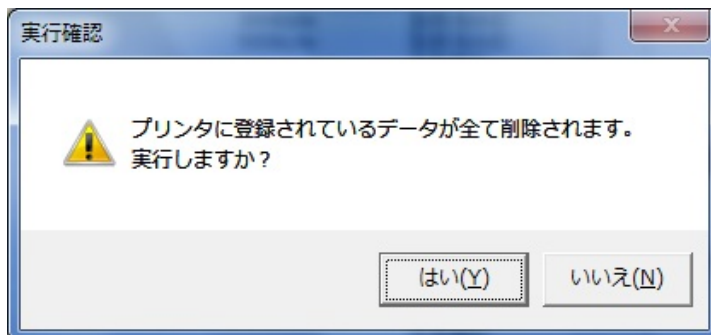 実行確認
プリンタに登録されているデータが全て削除されます。
実行しますか？
はい(Y)
いいえ(N)